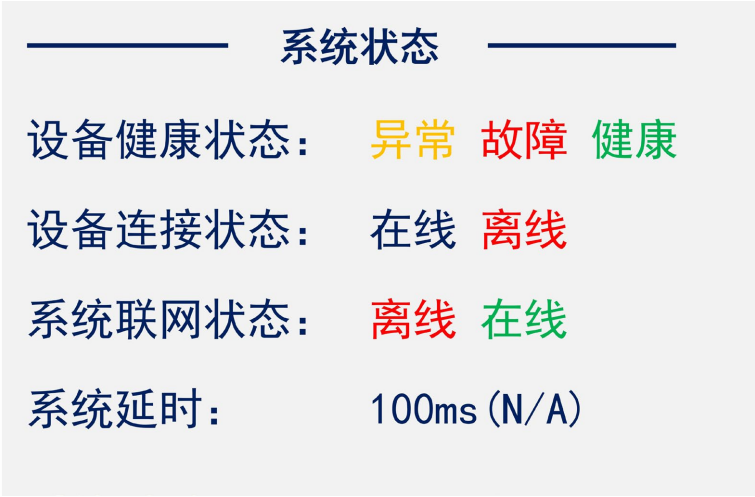 系统状态
设备健康状态： 异常 故障 健康
设备连接状态： 在线 离线
系统联网状态： 离线 在线
系统延时： 100ms(N/A)